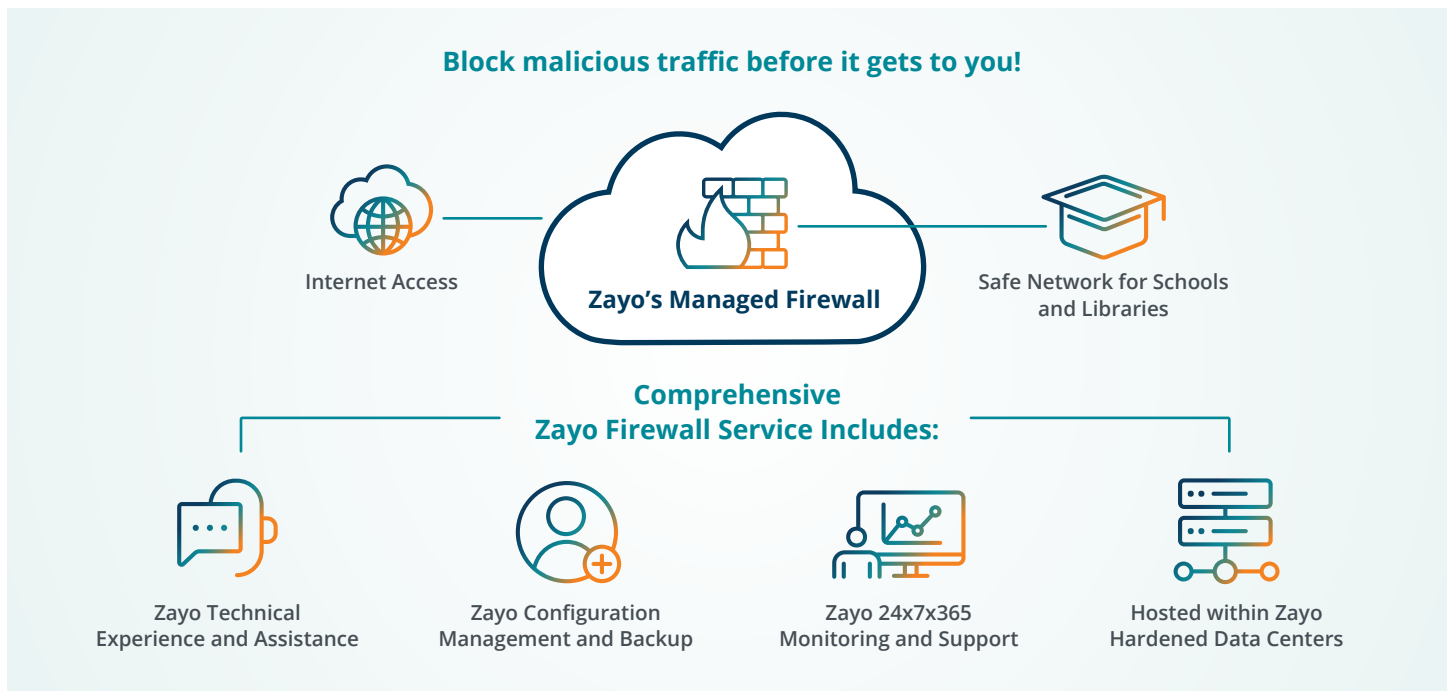 Block malicious traffic before it gets to you!
Internet Access
Zayo’s Managed Firewall
Safe Network for Schools
and Libraries
Comprehensive
Zayo Firewall Service Includes:
Zayo Technical
Experience and Assistance
Zayo Configuration
Management and Backup
Zayo 24x7x365
Monitoring and Support
Hosted within Zayo
Hardened Data Centers